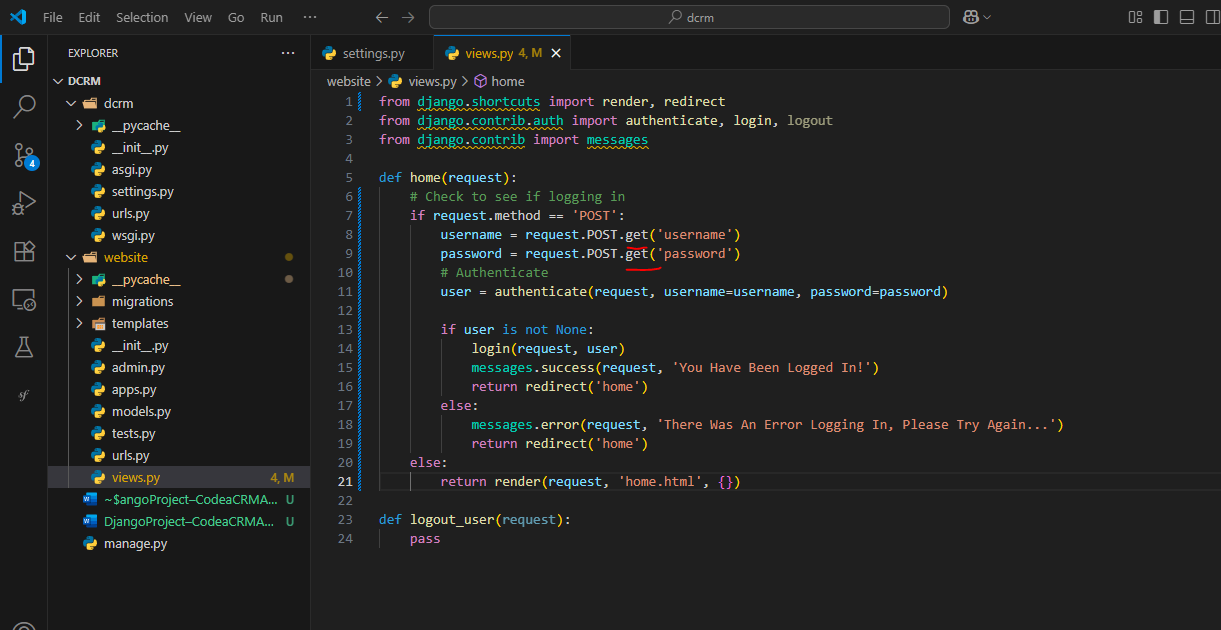 File Edit Selection View Go Run ... dcrm
EXPLORER ...
DCRM
dcrm
__pycache__
__init__.py
asgi.py
settings.py
urls.py
wsgi.py
website
__pycache__
migrations
templates
__init__.py
admin.py
apps.py
models.py
tests.py
urls.py
views.py 4, M
~$angoProject–CodeaCRMA... U
DjangoProject–CodeaCRMA... U
manage.py
4
settings.py views.py 4, M
website > views.py > home
1 from django.shortcuts import render, redirect
2 from django.contrib.auth import authenticate, login, logout
3 from django.contrib import messages
4
5 def home(request):
6 # Check to see if logging in
7 if request.method == 'POST':
8 username = request.POST.get('username')
9 password = request.POST.get('password')
10 # Authenticate
11 user = authenticate(request, username=username, password=password)
12
13 if user is not None:
14 login(request, user)
15 messages.success(request, 'You Have Been Logged In!')
16 return redirect('home')
17 else:
18 messages.error(request, 'There Was An Error Logging In, Please Try Again...')
19 return redirect('home')
20 else:
21 return render(request, 'home.html', {})
22
23 def logout_user(request):
24 pass